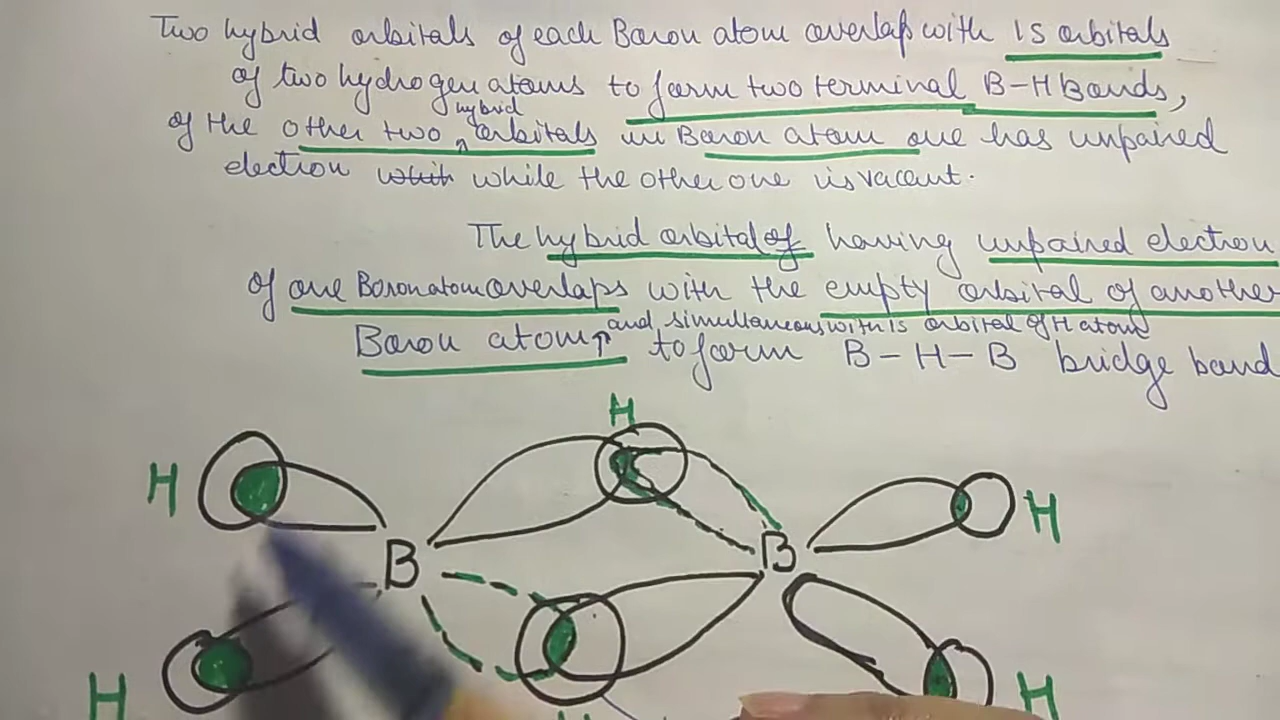 Two hybrid orbitals of each Boron atom overlap with 1S orbitals
of two hydrogen atoms to form two terminal B-H Bonds,
of the other two hybrid orbitals in Boron atom one has unpaired
electron which while the other one is vacant.
The hybrid orbital of having unpaired electron
of one Boron atom overlaps with the empty orbital of another
Boron atom, and simultaneous with 1s orbital of H atom to form B-H-B bridge bond
H
H
H
B
B
H
H